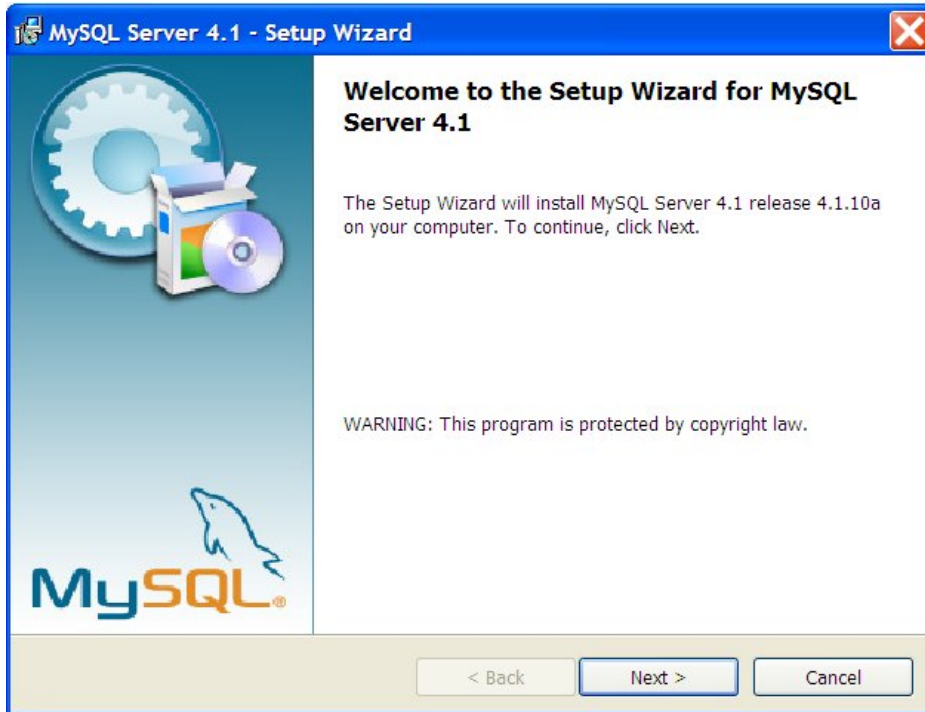 MySQL Server 4.1 - Setup Wizard
Welcome to the Setup Wizard for MySQL
Server 4.1
The Setup Wizard will install MySQL Server 4.1 release 4.1.10a
on your computer. To continue, click Next.
WARNING: This program is protected by copyright law.
MySQL®
< Back
Next >
Cancel